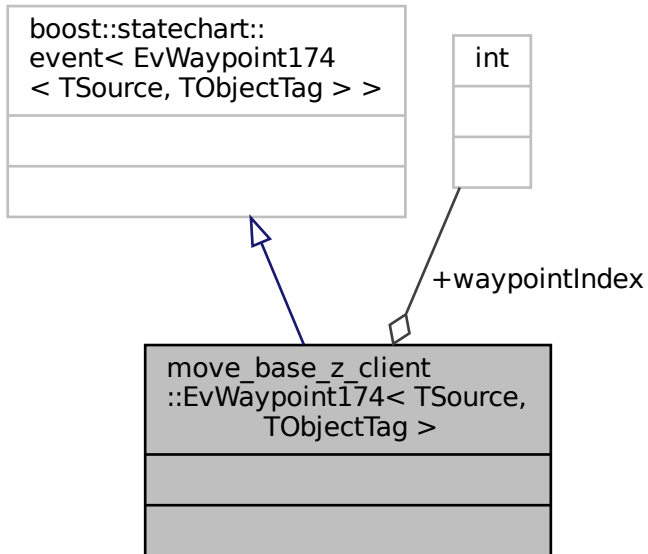 boost::statechart::
event< EvWaypoint174
< TSource, TObjectTag > >
int
+waypointIndex
move_base_z_client
::EvWaypoint174< TSource,
TObjectTag >